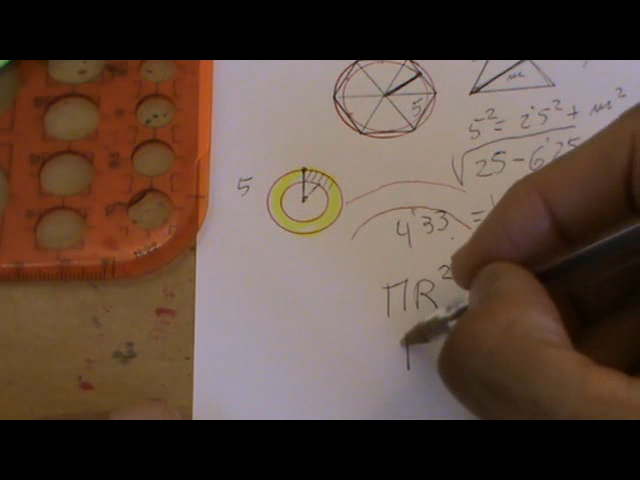 5
m
5² = 2'5² + m²
√25 - 6'25
5
4'33
=
πR²